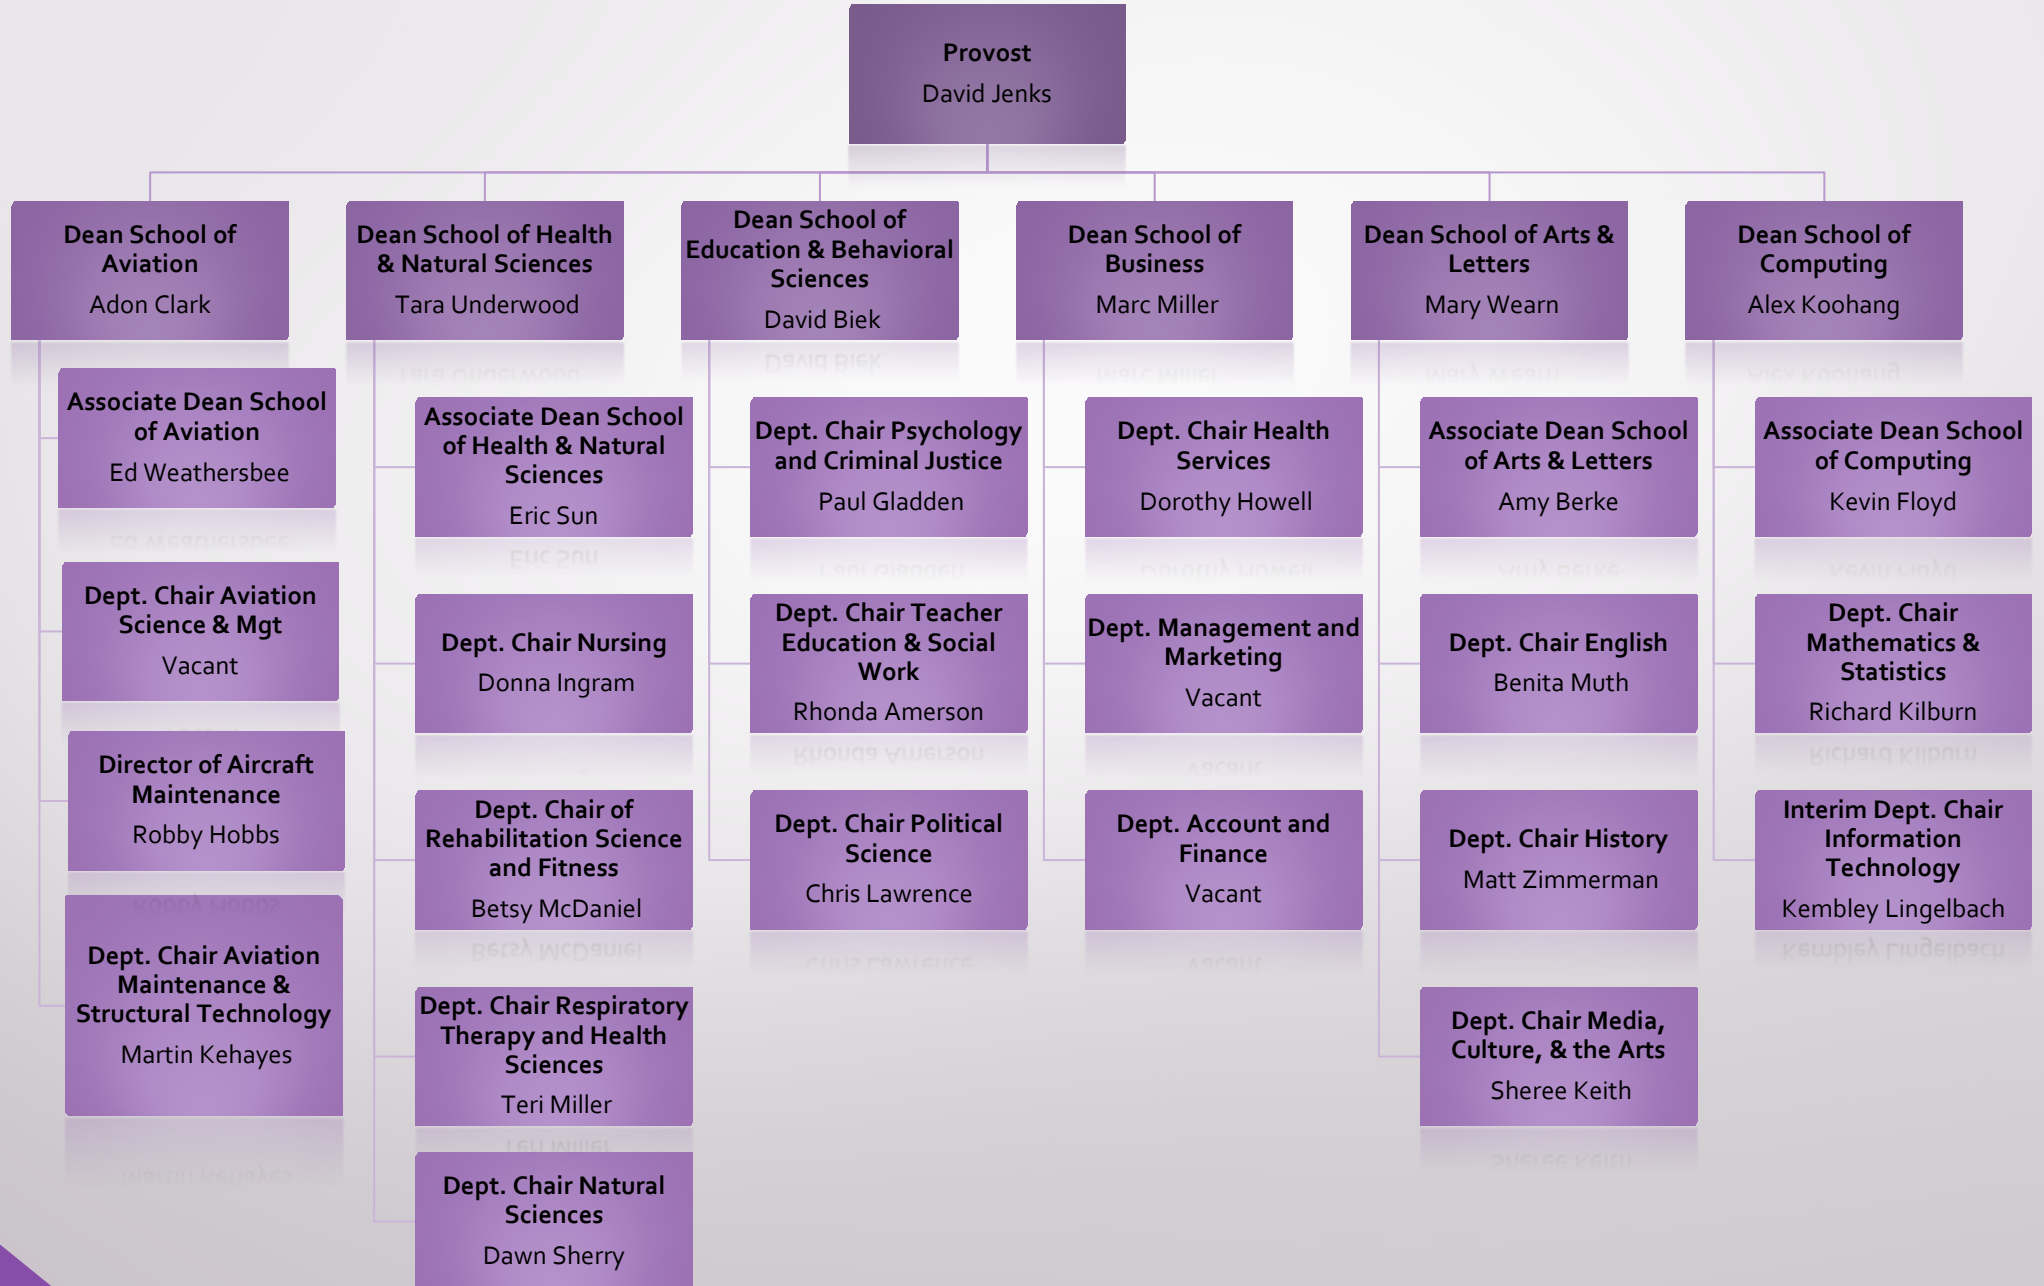 Provost
David Jenks
Dean School of
Aviation
Adon Clark
Associate Dean School
of Aviation
Ed Weathersbee
Dept. Chair Aviation
Science & Mgt
Vacant
Director of Aircraft
Maintenance
Robby Hobbs
Dept. Chair Aviation
Maintenance &
Structural Technology
Martin Kehayes
Dean School of Health
& Natural Sciences
Tara Underwood
Associate Dean School
of Health & Natural
Sciences
Eric Sun
Dept. Chair Nursing
Donna Ingram
Dept. Chair of
Rehabilitation Science
and Fitness
Betsy McDaniel
Dept. Chair Respiratory
Therapy and Health
Sciences
Teri Miller
Dept. Chair Natural
Sciences
Dawn Sherry
Dean School of
Education & Behavioral
Sciences
David Biek
Dept. Chair Psychology
and Criminal Justice
Paul Gladden
Dept. Chair Teacher
Education & Social
Work
Rhonda Amerson
Dept. Chair Political
Science
Chris Lawrence
Dean School of
Business
Marc Miller
Dept. Chair Health
Services
Dorothy Howell
Dept. Management and
Marketing
Vacant
Dept. Account and
Finance
Vacant
Dean School of Arts &
Letters
Mary Wearn
Associate Dean School
of Arts & Letters
Amy Berke
Dept. Chair English
Benita Muth
Dept. Chair History
Matt Zimmerman
Dept. Chair Media,
Culture, & the Arts
Sheree Keith
Dean School of
Computing
Alex Koohang
Associate Dean School
of Computing
Kevin Floyd
Dept. Chair
Mathematics &
Statistics
Richard Kilburn
Interim Dept. Chair
Information
Technology
Kembley Lingelbach